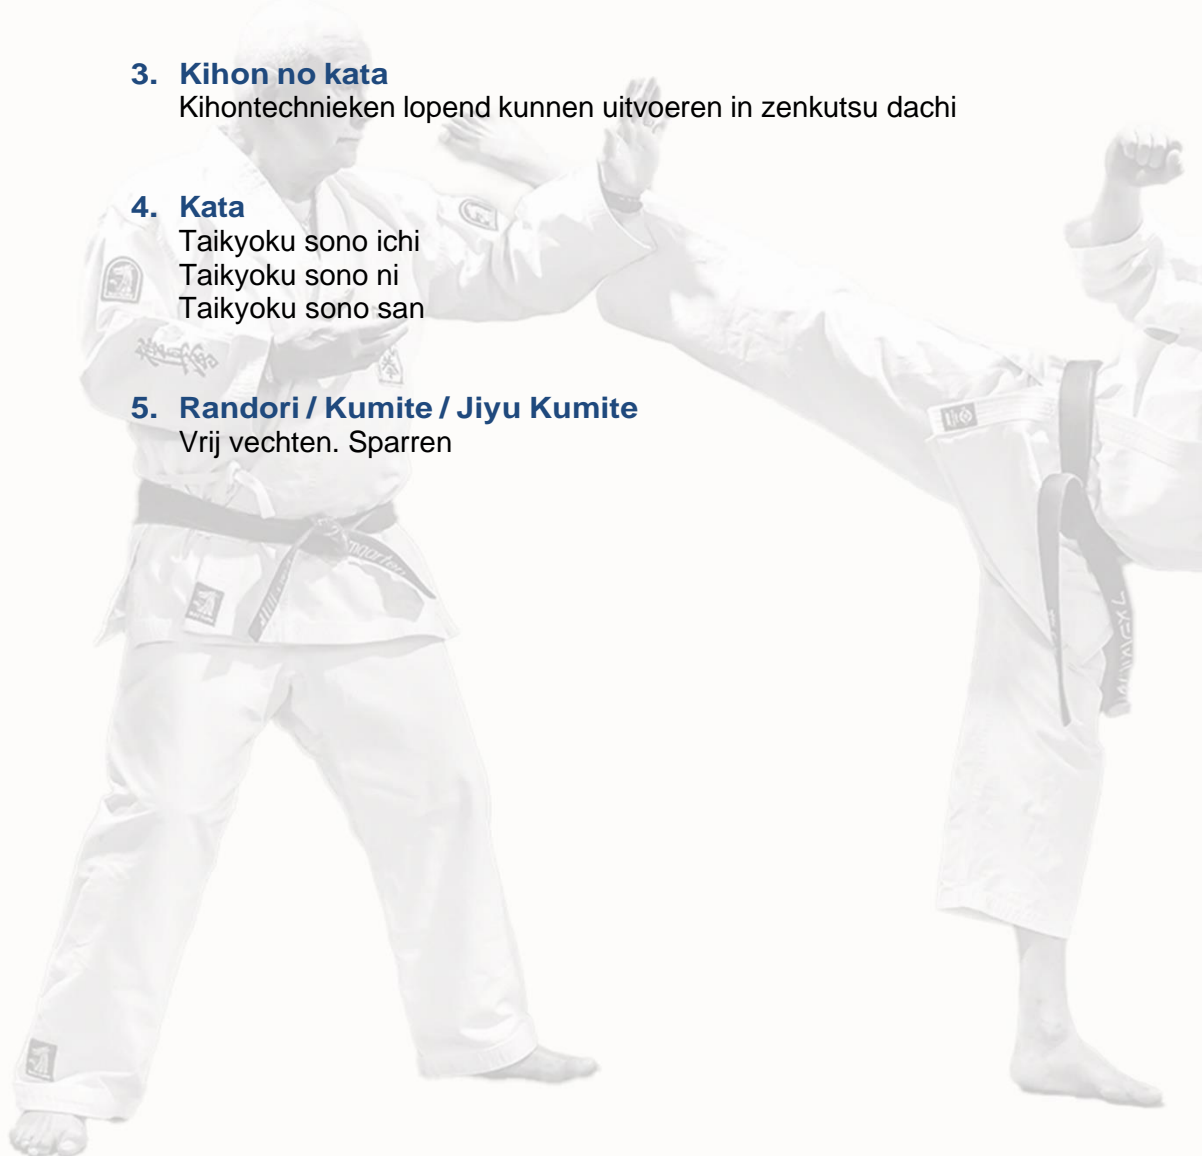 3. Kihon no kata
Kihontechnieken lopend kunnen uitvoeren in zenkutsu dachi
4. Kata
Taikyoku sono ichi
Taikyoku sono ni
Taikyoku sono san
5. Randori / Kumite / Jiyu Kumite
Vrij vechten. Sparren